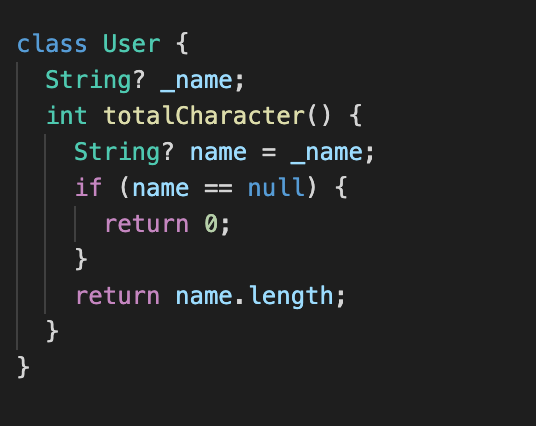 class User {
  String? _name;
  int totalCharacter() {
    String? name = _name;
    if (name == null) {
      return 0;
    }
    return name.length;
  }
}